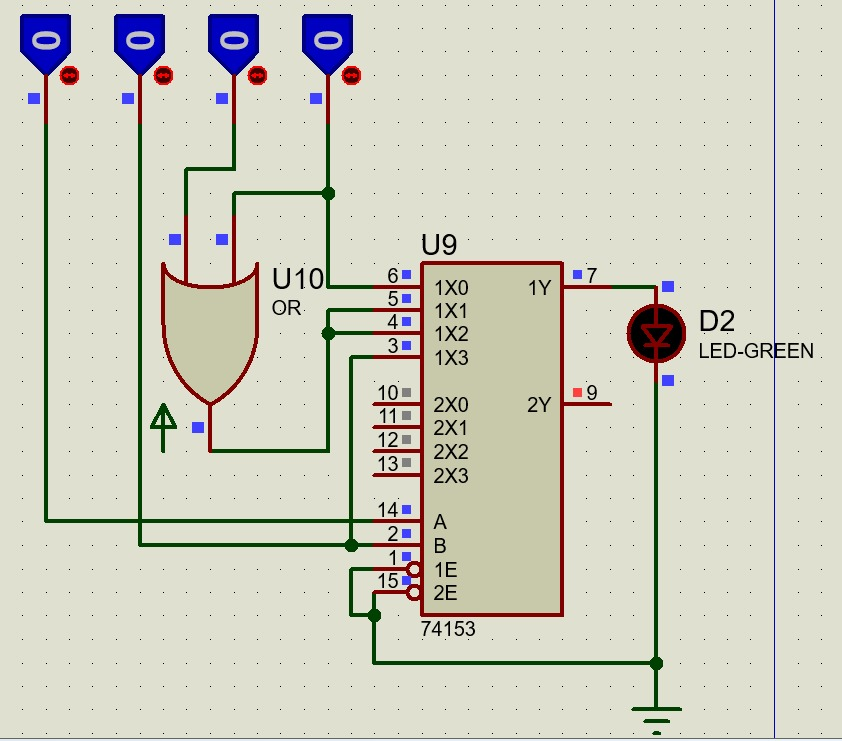 0 0 0 0
U9
U10
OR
6 1X0 1Y 7
5 1X1
4 1X2
3 1X3
D2
LED-GREEN
10 2X0 2Y 9
11 2X1
12 2X2
13 2X3
14 A
2 B
1 1E
15 2E
74153